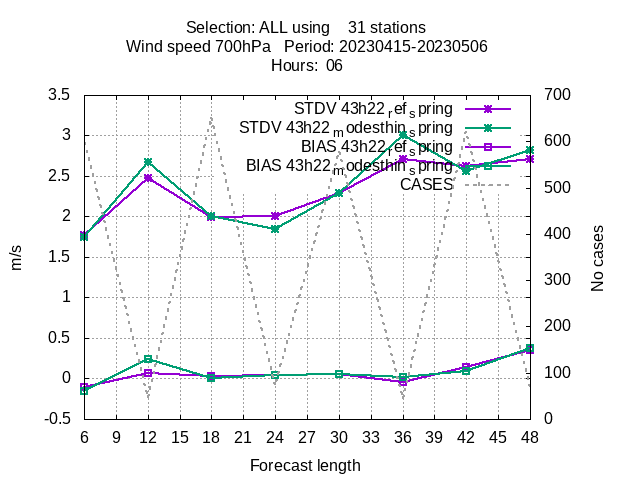 Selection: ALL using    31 stations
Wind speed 700hPa   Period: 20230415-20230506
Hours:  06
3.5
3
2.5
2
1.5
1
0.5
0
-0.5
m/s
STDV 43h22_ref_spring
STDV 43h22_modesthin_spring
BIAS 43h22_ref_spring
BIAS 43h22_modesthin_spring
CASES
700
600
500
400
300
200
100
0
No cases
6 9 12 15 18 21 24 27 30 33 36 39 42 45 48
Forecast length